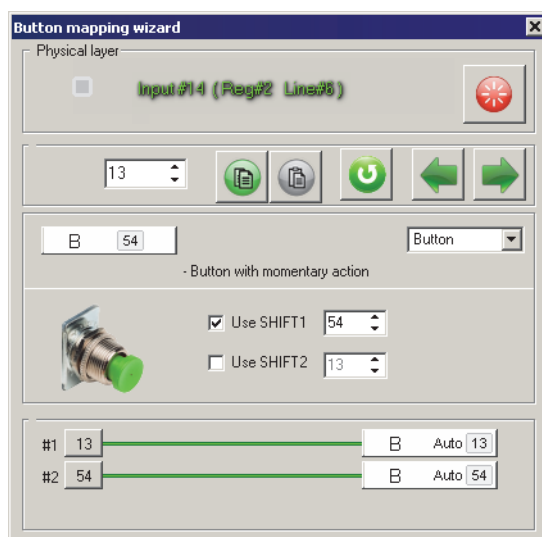 Button mapping wizard
Physical layer
Input #14 (Reg#2 Line#5)
13
B 54
Button
- Button with momentary action
Use SHIFT1 54
Use SHIFT2 13
#1 13 B Auto 13
#2 54 B Auto 54